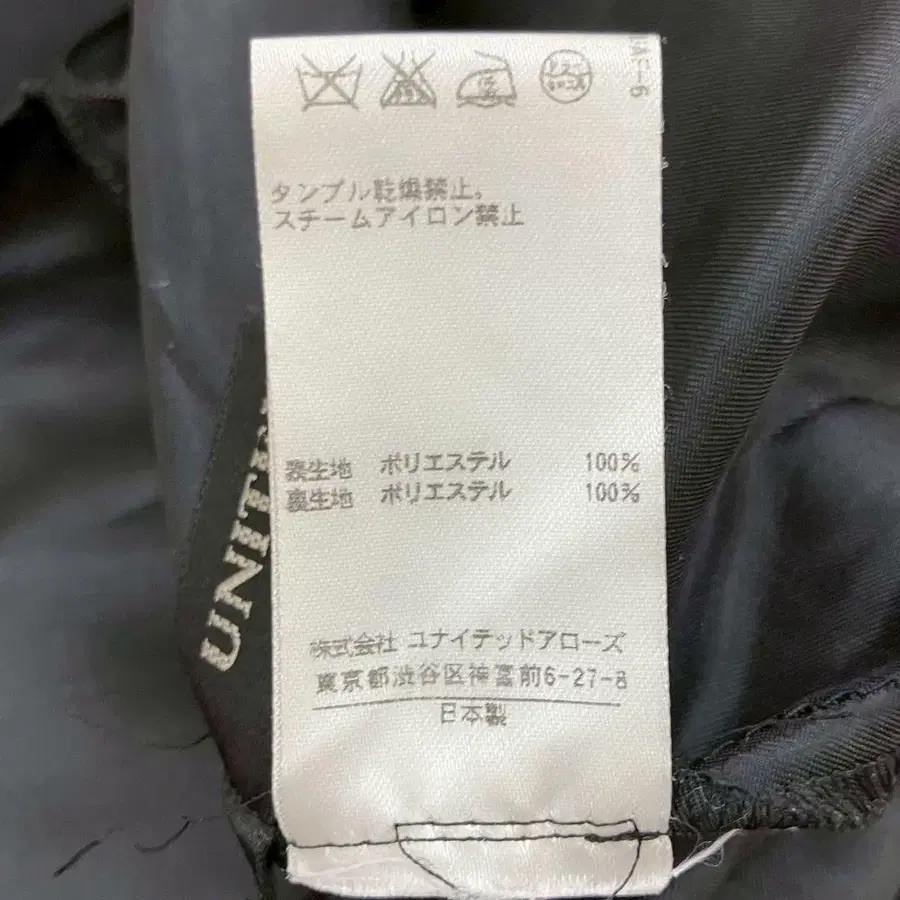 タンブル乾燥禁止。
スチームアイロン禁止
表生地 ポリエステル 100%
裏生地 ポリエステル 100%
株式会社 ユナイテッドアローズ
東京都渋谷区神宮前6-27-8
日本製
UNITE